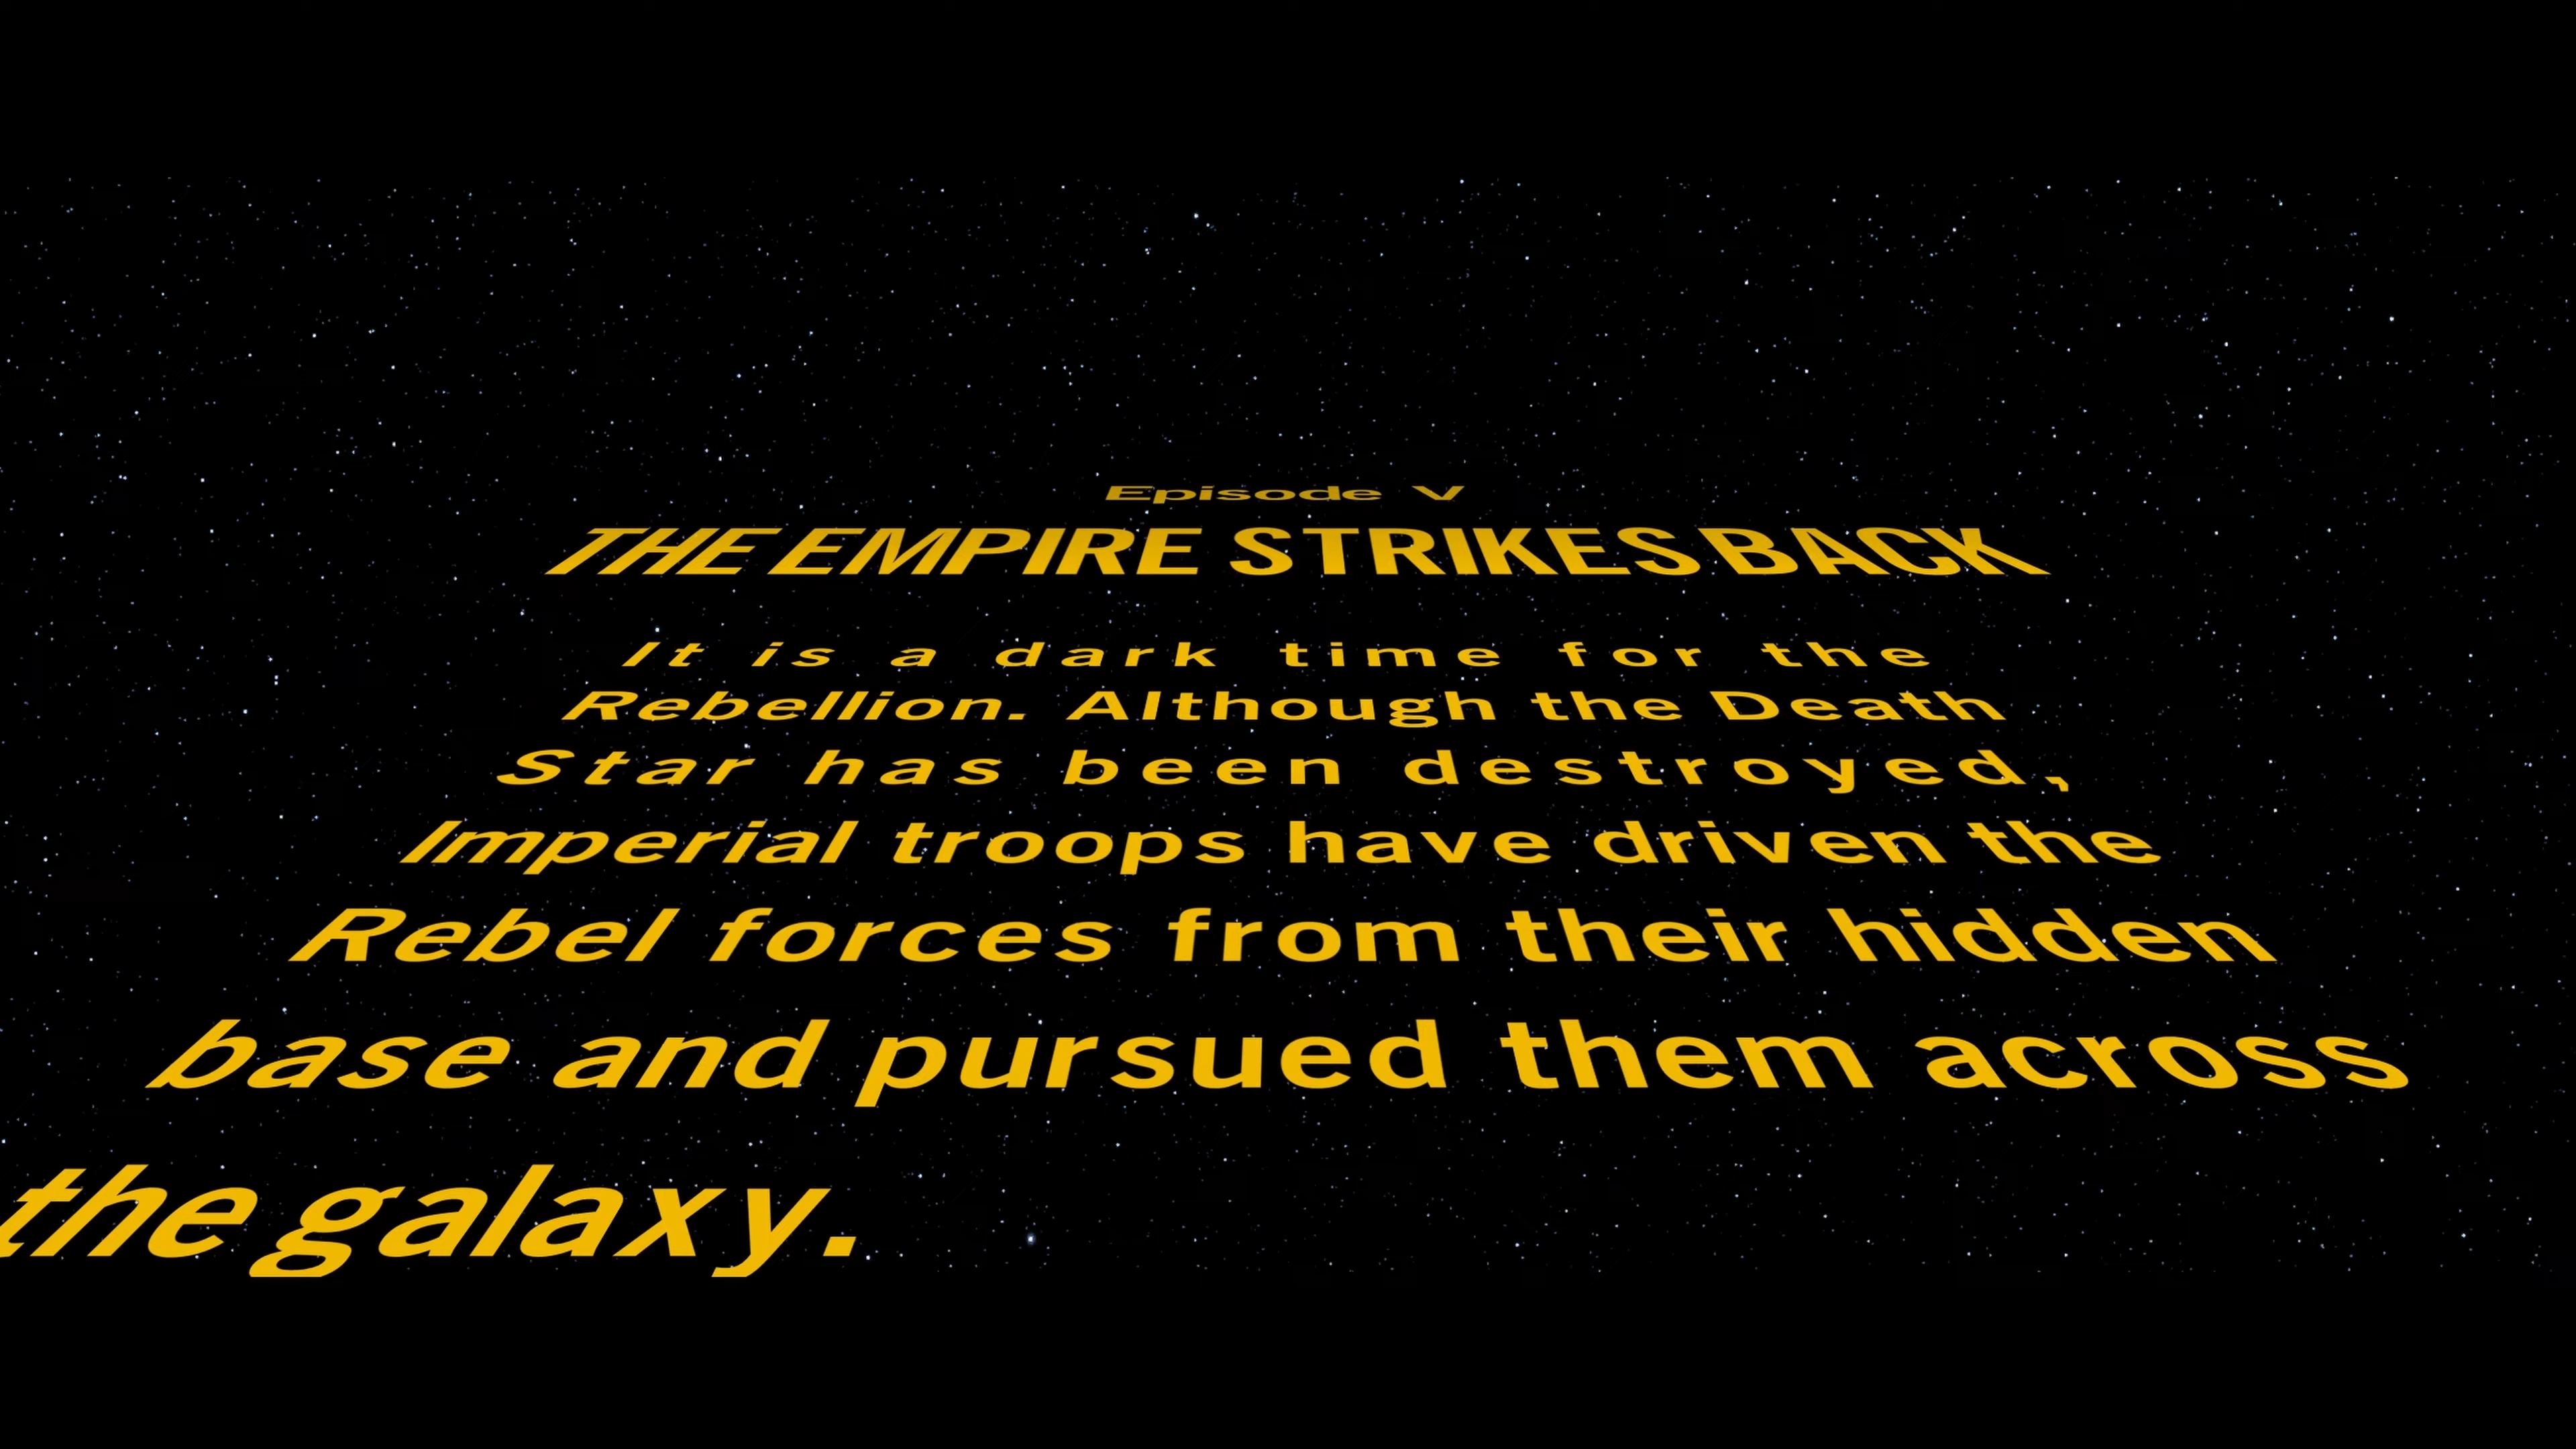 Episode V
THE EMPIRE STRIKES BACK
It is a dark time for the
Rebellion. Although the Death
Star has been destroyed,
Imperial troops have driven the
Rebel forces from their hidden
base and pursued them across
the galaxy.